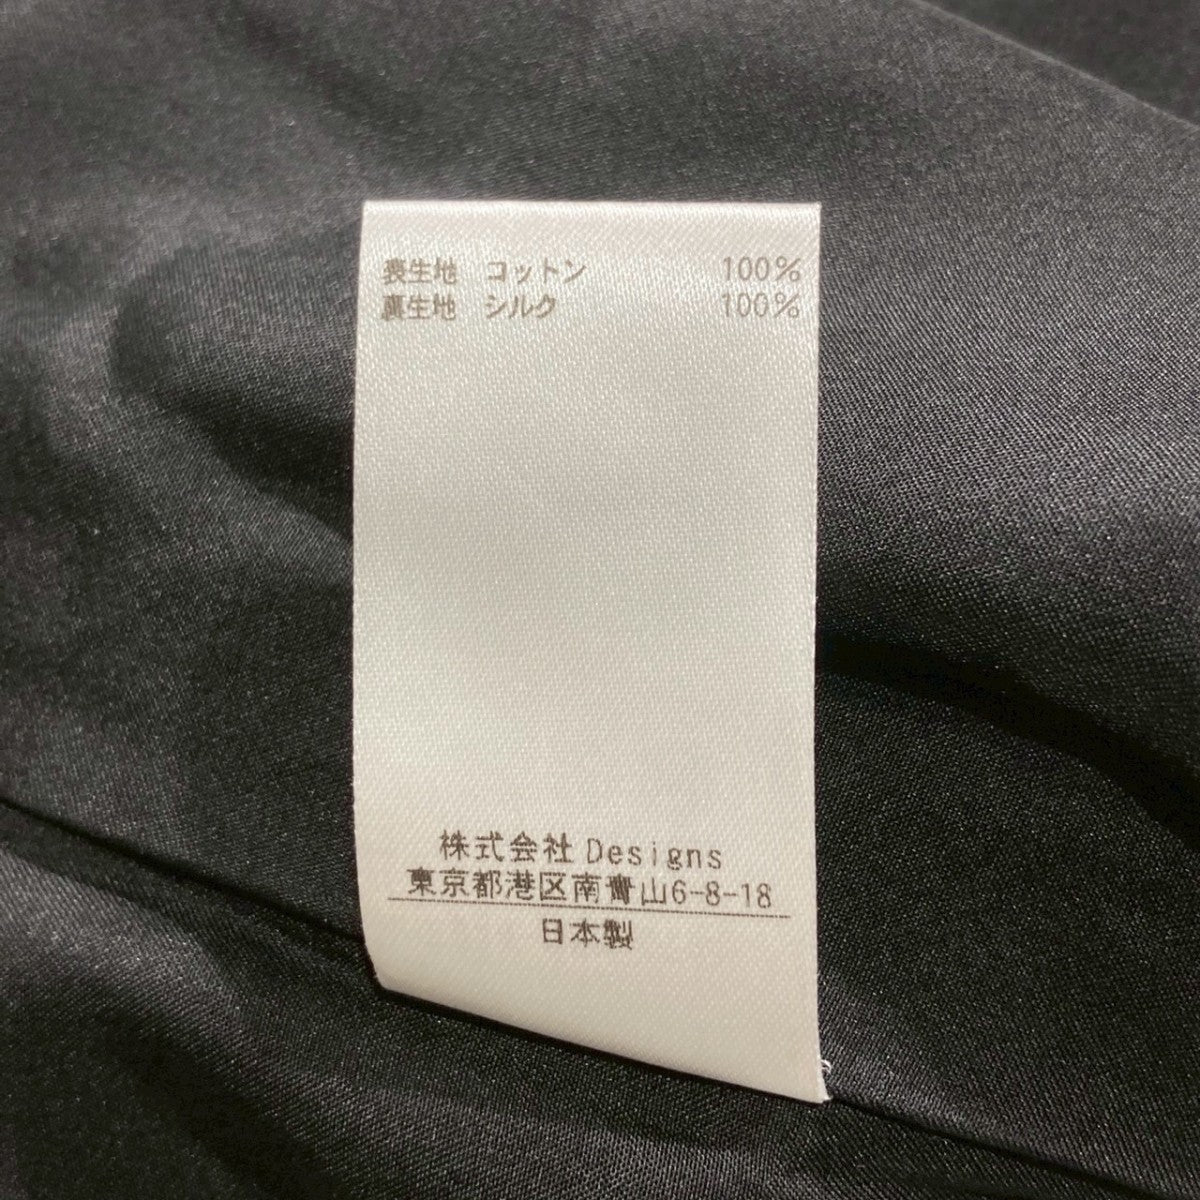 表生地 コットン 100%
裏生地 シルク 100%
株式会社 Designs
東京都港区南青山6-8-18
日本製